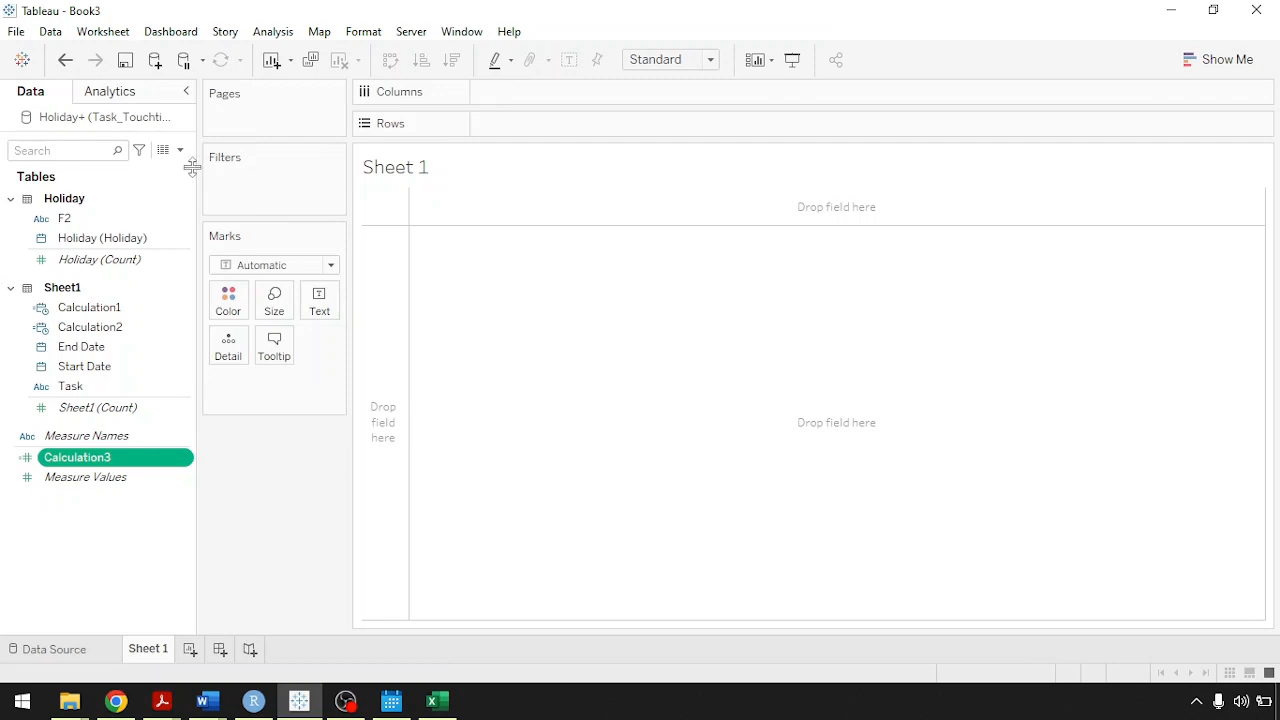 Tableau - Book3
File Data Worksheet Dashboard Story Analysis Map Format Server Window Help
Standard
Show Me
Data Analytics
Pages
Columns
Holiday+ (Task_Touchti...
Rows
Search
Filters
Sheet 1
Tables
Holiday
Drop field here
Abc F2
Holiday (Holiday)
Marks
Holiday (Count)
Automatic
Sheet1
Calculation1
Color Size Text
Calculation2
End Date
Detail Tooltip
Start Date
Abc Task
Sheet1 (Count)
Drop
field
here
Drop field here
Abc Measure Names
Calculation3
Measure Values
Data Source Sheet 1